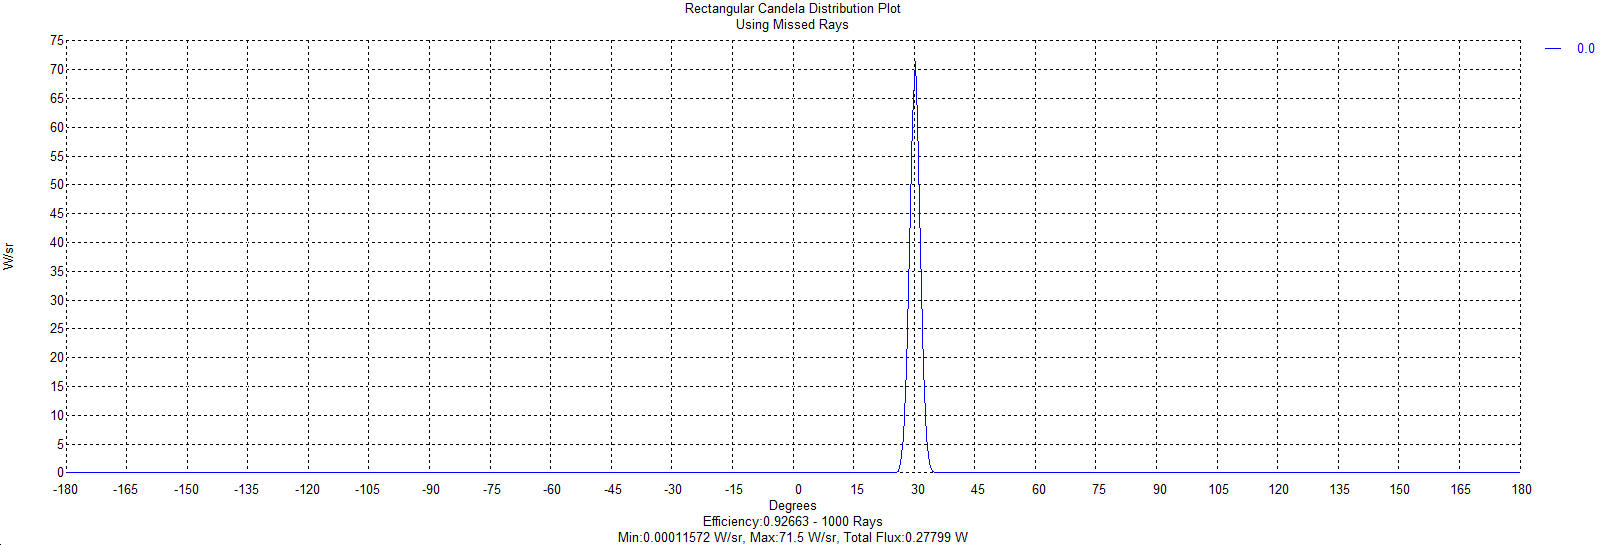 Rectangular Candela Distribution Plot
Using Missed Rays
75
70
65
60
55
50
45
40
35
30
25
20
15
10
5
0
W/sr
0.0
-180 -165 -150 -135 -120 -105 -90 -75 -60 -45 -30 -15 0 15 30 45 60 75 90 105 120 135 150 165 180
Degrees
Efficiency:0.92663 - 1000 Rays
Min:0.00011572 W/sr, Max:71.5 W/sr, Total Flux:0.27799 W